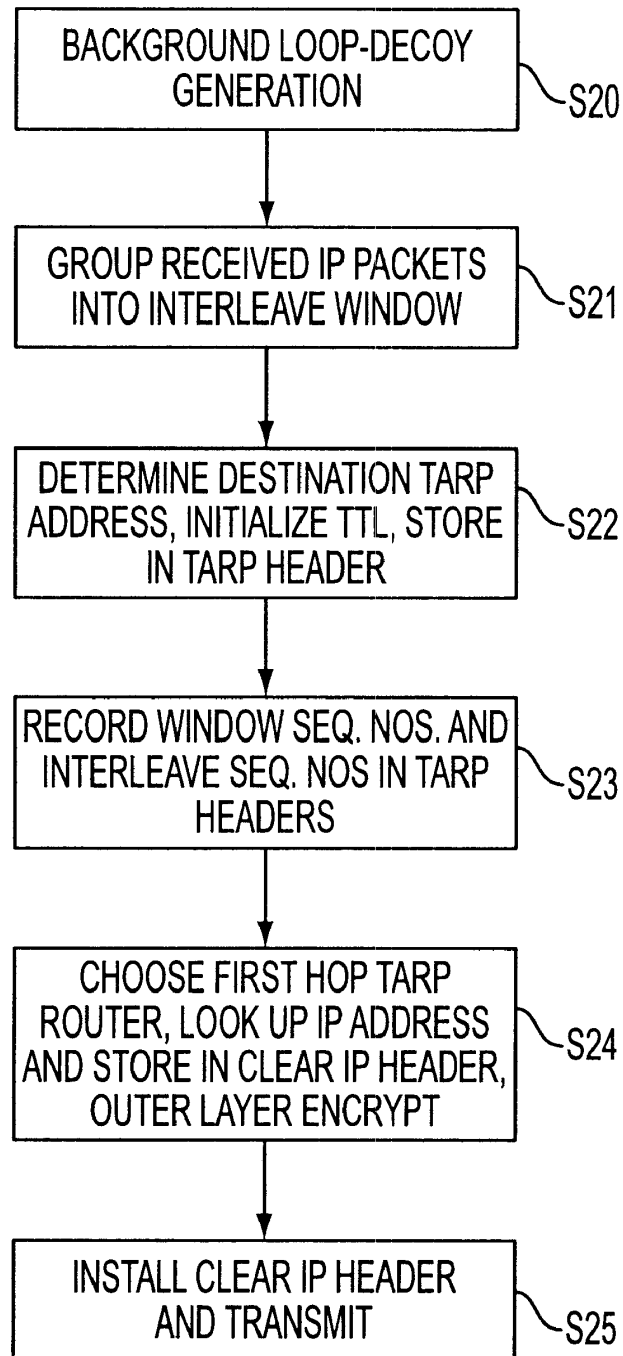 BACKGROUND LOOP-DECOY
GENERATION
S20
GROUP RECEIVED IP PACKETS
INTO INTERLEAVE WINDOW
S21
DETERMINE DESTINATION TARP
ADDRESS, INITIALIZE TTL, STORE
IN TARP HEADER
S22
RECORD WINDOW SEQ. NOS. AND
INTERLEAVE SEQ. NOS IN TARP
HEADERS
S23
CHOOSE FIRST HOP TARP
ROUTER, LOOK UP IP ADDRESS
AND STORE IN CLEAR IP HEADER,
OUTER LAYER ENCRYPT
S24
INSTALL CLEAR IP HEADER
AND TRANSMIT
S25